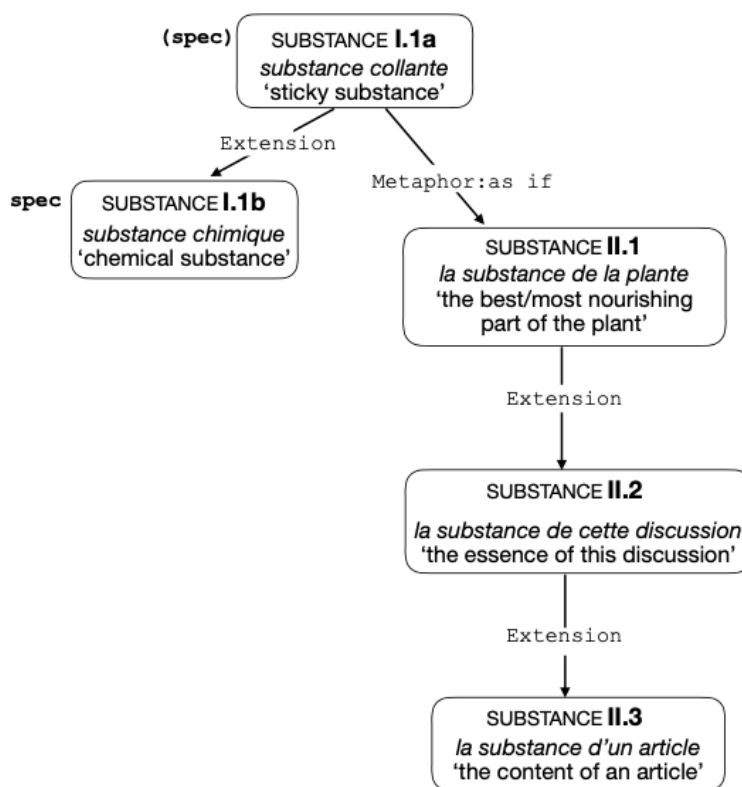 (spec)
SUBSTANCE I.1a
substance collante
‘sticky substance’
Extension
Metaphor:as if
spec
SUBSTANCE I.1b
substance chimique
‘chemical substance’
SUBSTANCE II.1
la substance de la plante
‘the best/most nourishing
part of the plant’
Extension
SUBSTANCE II.2
la substance de cette discussion
‘the essence of this discussion’
Extension
SUBSTANCE II.3
la substance d’un article
‘the content of an article’